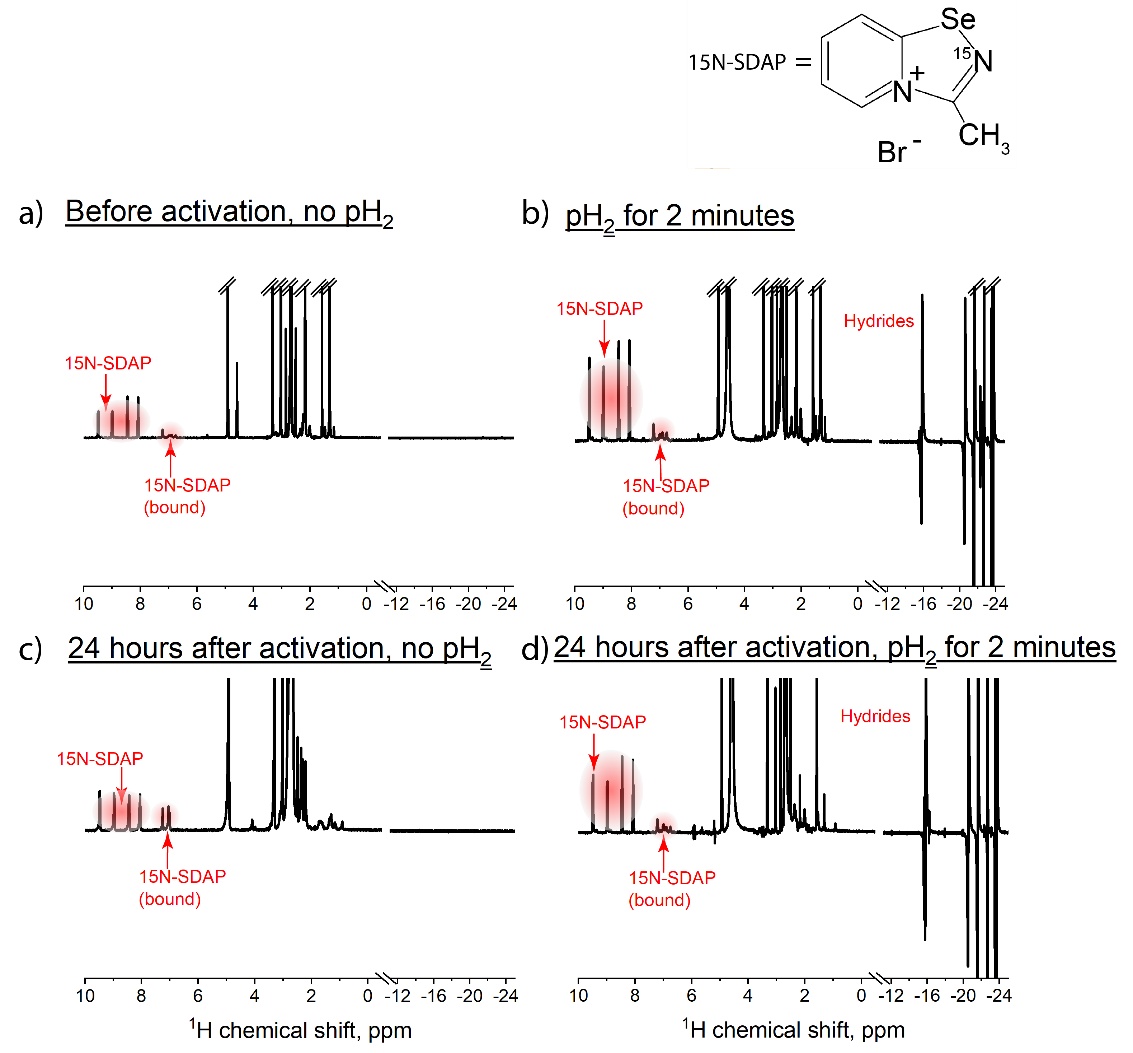 Se
15N-SDAP =
15
N
+
N
CH3
Br -
a) Before activation, no pH2
b) pH2 for 2 minutes
15N-SDAP
15N-SDAP
(bound)
10 8 6 4 2 0 -12 -16 -20 -24
15N-SDAP
Hydrides
15N-SDAP
(bound)
10 8 6 4 2 0 -12 -16 -20 -24
c) 24 hours after activation, no pH2
d) 24 hours after activation, pH2 for 2 minutes
15N-SDAP
15N-SDAP
(bound)
10 8 6 4 2 0 -12 -16 -20 -24
1H chemical shift, ppm
15N-SDAP
Hydrides
15N-SDAP
(bound)
10 8 6 4 2 0 -12 -16 -20 -24
1H chemical shift, ppm